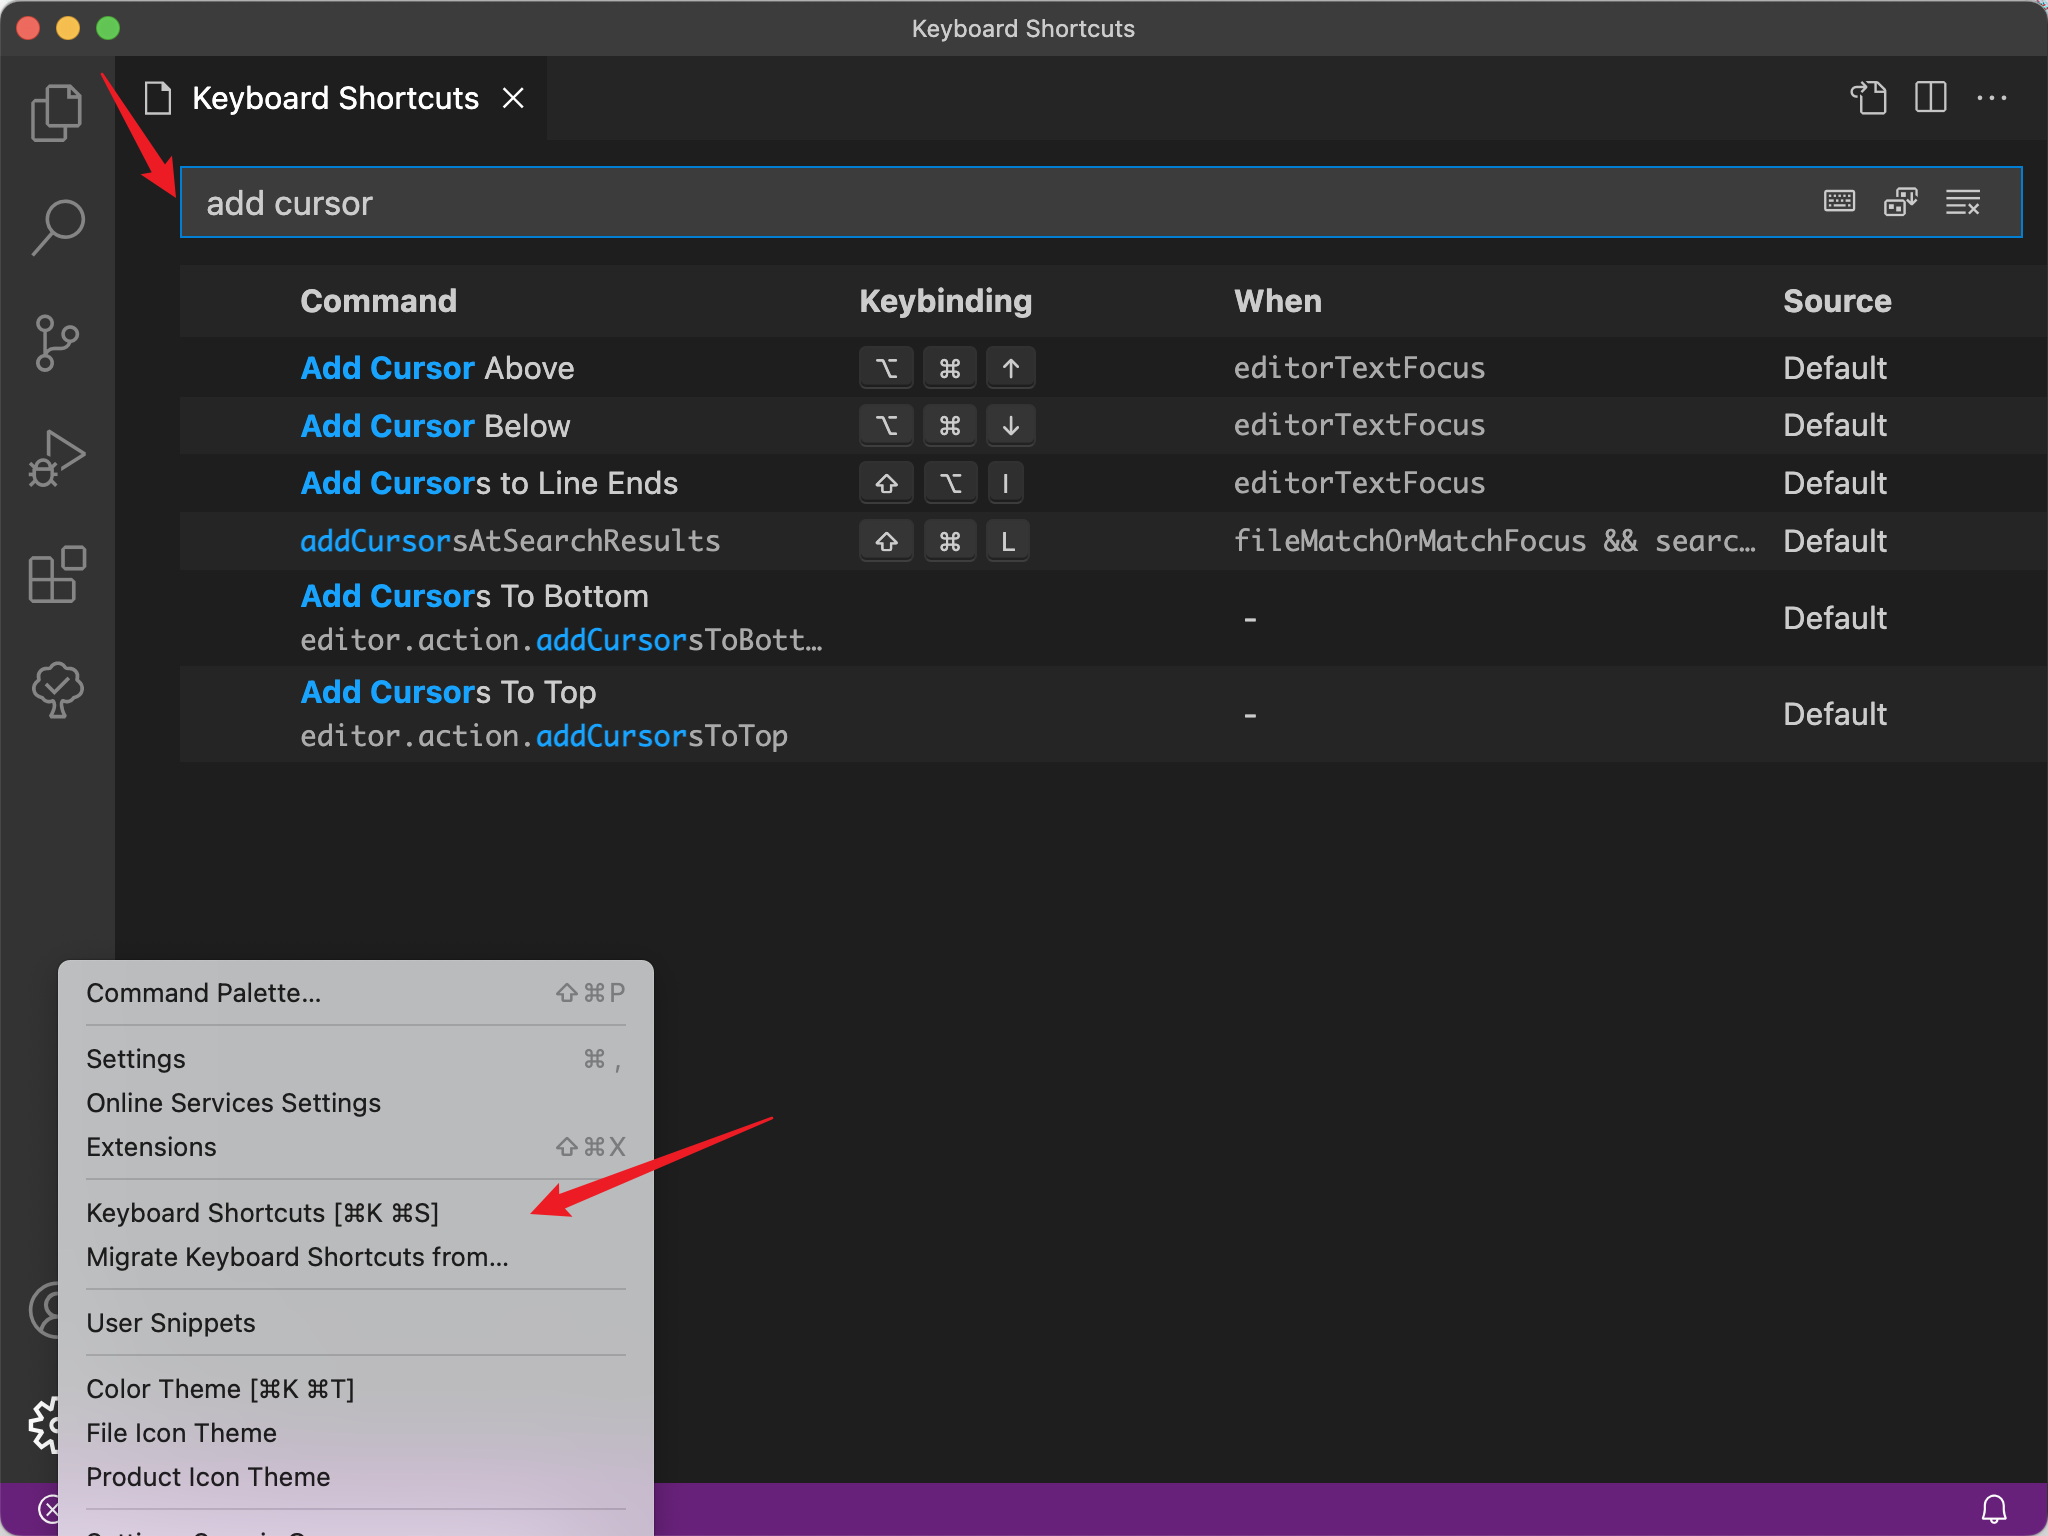 Keyboard Shortcuts
Keyboard Shortcuts
add cursor
Command Keybinding When Source
Add Cursor Above ⌥ ⌘ ↑ editorTextFocus Default
Add Cursor Below ⌥ ⌘ ↓ editorTextFocus Default
Add Cursors to Line Ends ⇧ ⌥ I editorTextFocus Default
addCursorsAtSearchResults ⇧ ⌘ L fileMatchOrMatchFocus && searc… Default
Add Cursors To Bottom
editor.action.addCursorsToBott… - Default
Add Cursors To Top
editor.action.addCursorsToTop - Default
Command Palette... ⇧⌘P
Settings ⌘ ,
Online Services Settings
Extensions ⇧⌘X
Keyboard Shortcuts [⌘K ⌘S]
Migrate Keyboard Shortcuts from...
User Snippets
Color Theme [⌘K ⌘T]
File Icon Theme
Product Icon Theme